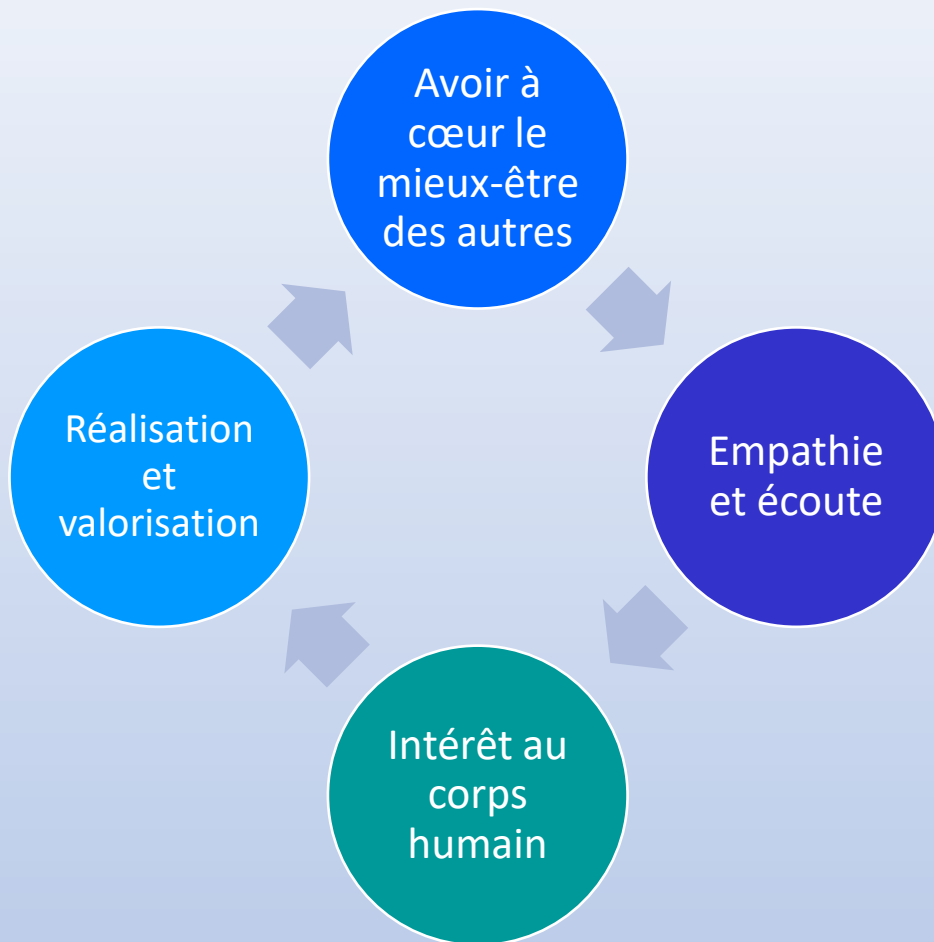 Avoir à
cœur le
mieux-être
des autres
Empathie
et écoute
Intérêt au
corps
humain
Réalisation
et
valorisation